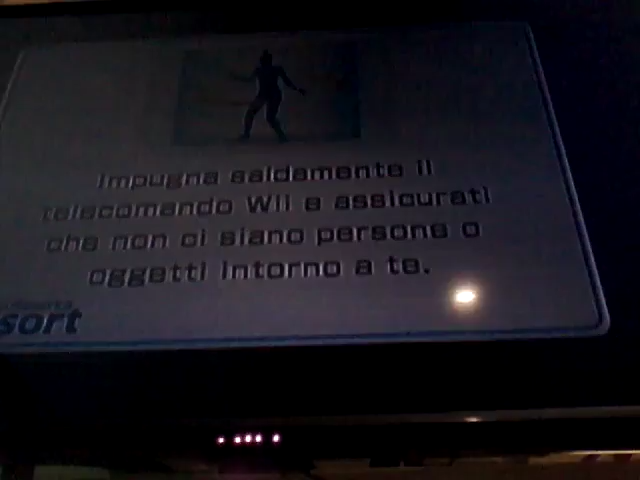 Impugna saldamente il
telecomando Wii e assicurati
che non ci siano persone o
oggetti intorno a te.
sort